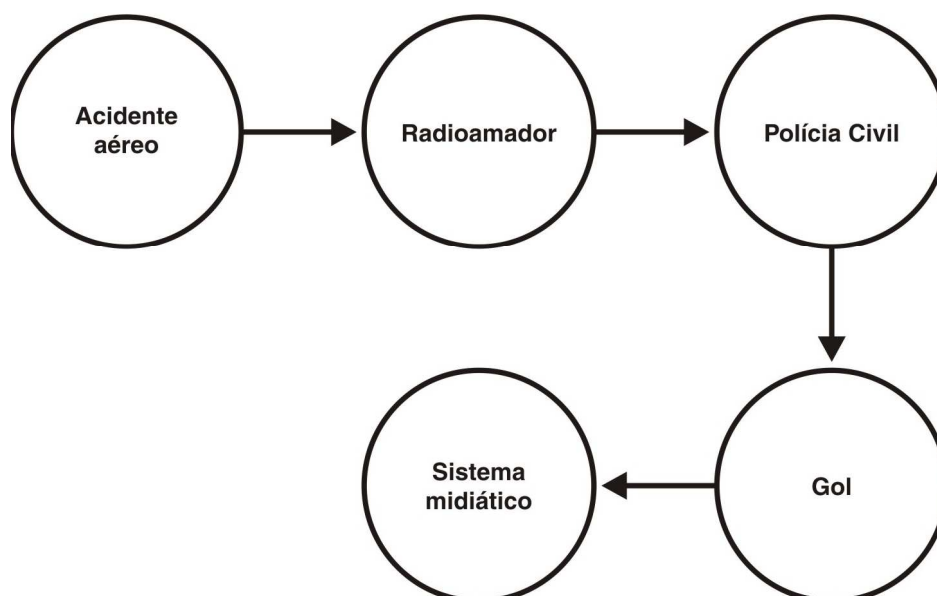 Acidente
aéreo
Radioamador
Polícia Civil
Gol
Sistema
midiático